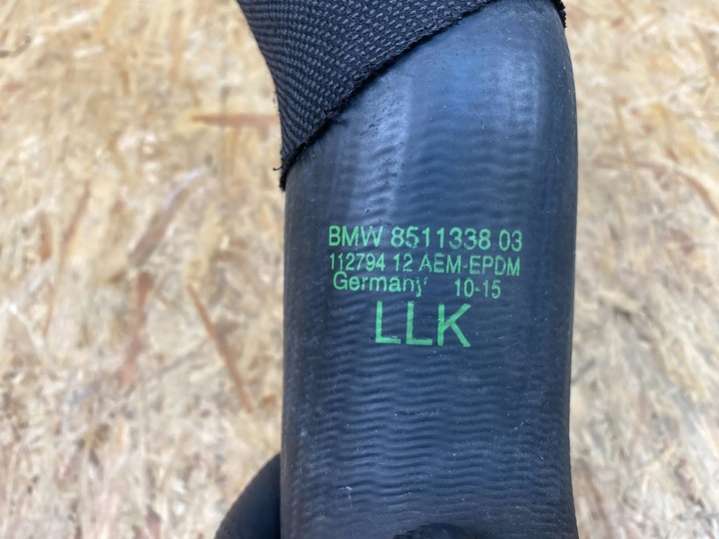 BMW 8511338 03
112794 12 AEM-EPDM
Germany 10-15
LLK